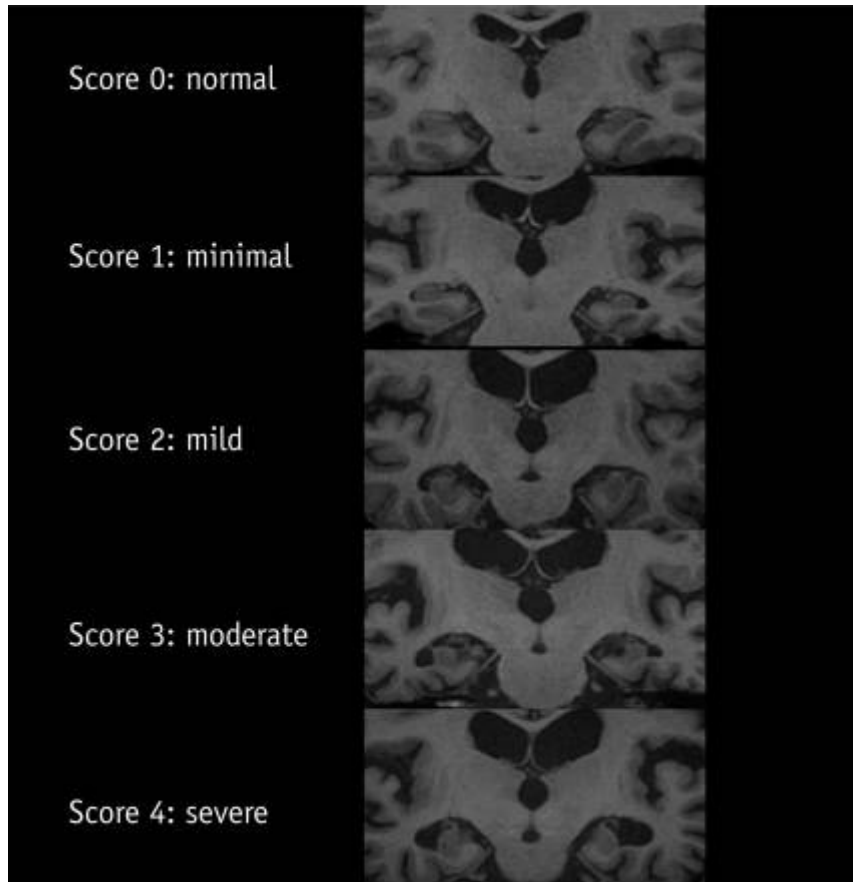 Score 0: normal
Score 1: minimal
Score 2: mild
Score 3: moderate
Score 4: severe